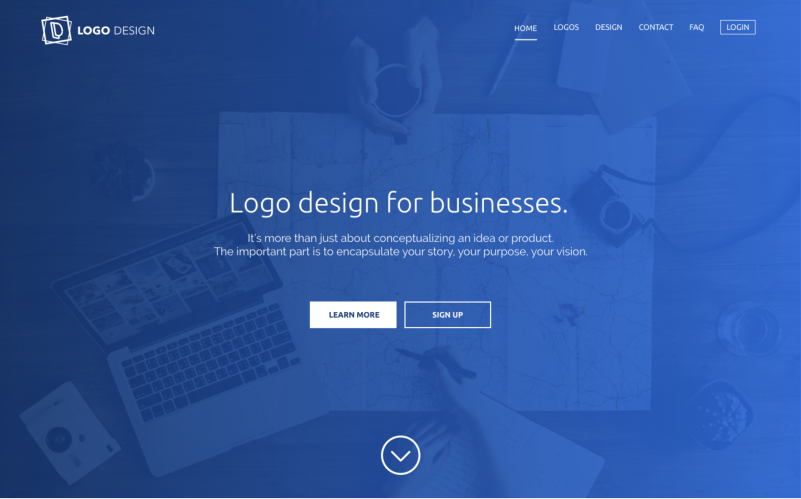 LOGO DESIGN
HOME LOGOS DESIGN CONTACT FAQ LOGIN
Logo design for businesses.
It's more than just about conceptualizing an idea or product.
The important part is to encapsulate your story, your purpose, your vision.
LEARN MORE SIGN UP